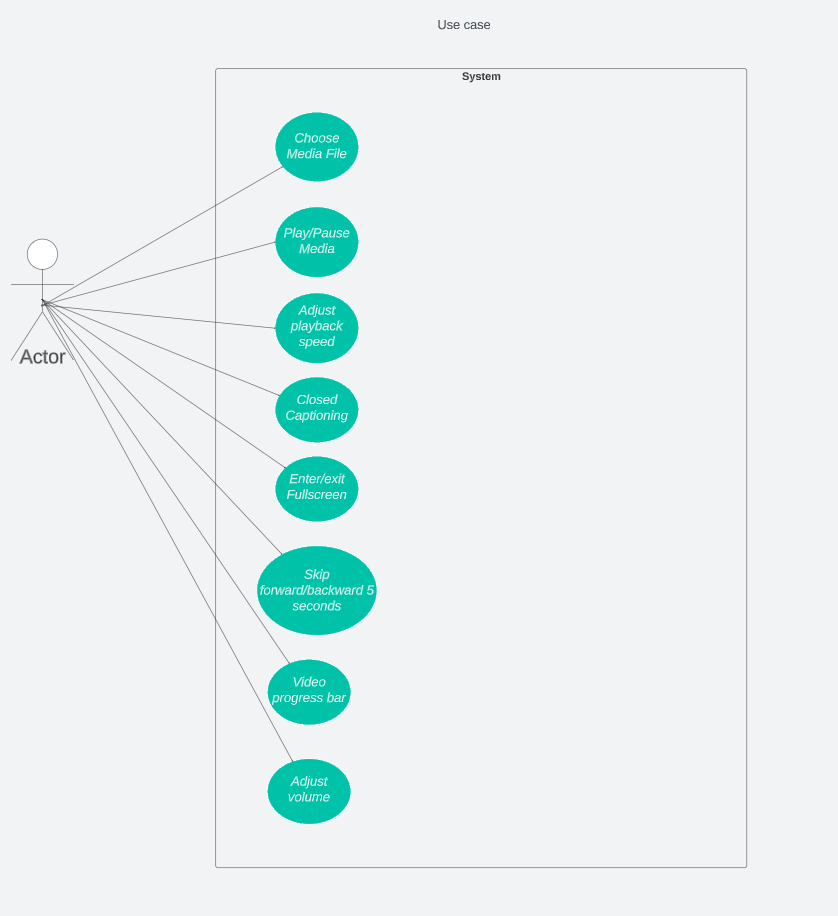 Use case
System
Choose
Media File
Play/Pause
Media
Adjust
playback
speed
Actor
Closed
Captioning
Enter/exit
Fullscreen
Skip
forward/backward 5
seconds
Video
progress bar
Adjust
volume